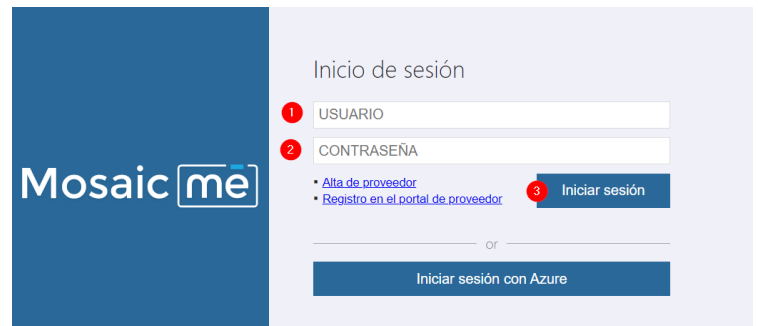 Inicio de sesión
1 USUARIO
2 CONTRASEÑA
Mosaic mē
▪ Alta de proveedor
▪ Registro en el portal de proveedor
3 Iniciar sesión
or
Iniciar sesión con Azure